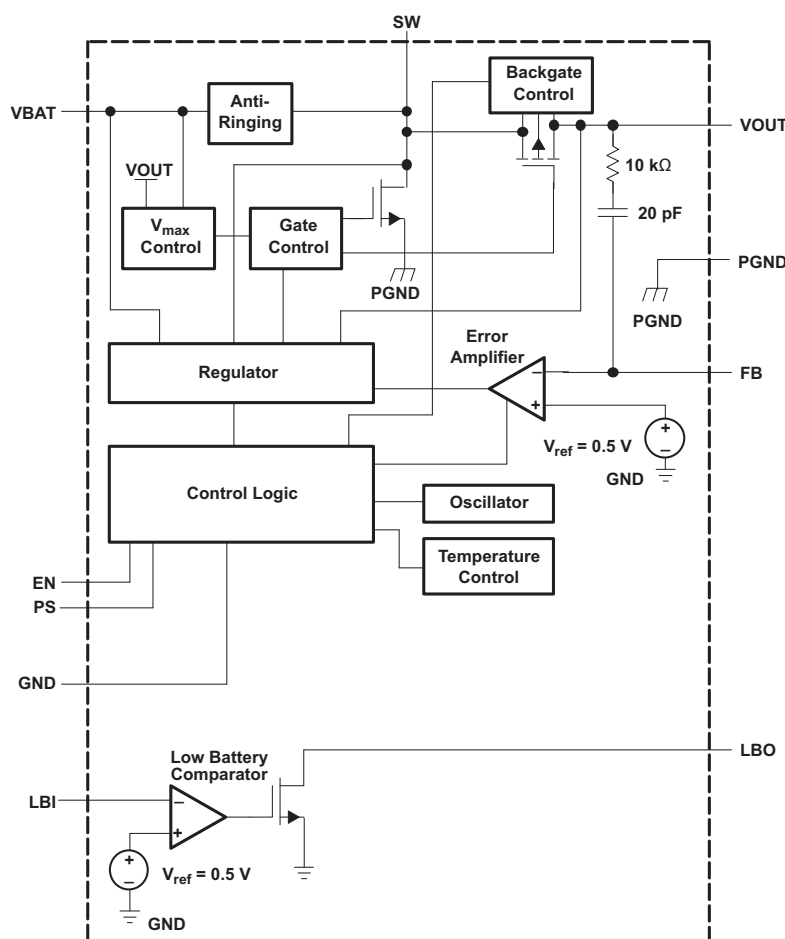 SW
Backgate
Control
VBAT
Anti-
Ringing
VOUT
VOUT
10 kΩ
20 pF
Vmax
Control
Gate
Control
PGND
PGND
PGND
Error
Amplifier
Regulator
−
+
FB
Vref = 0.5 V
+
−
GND
Control Logic
Oscillator
Temperature
Control
EN
PS
GND
Low Battery
Comparator
LBO
LBI
−
+
+
−
Vref = 0.5 V
GND